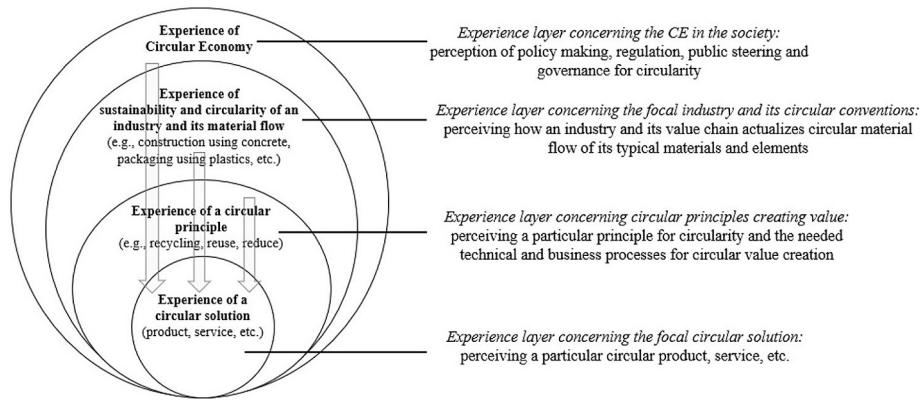 Experience of
Circular Economy
Experience layer concerning the CE in the society:
perception of policy making, regulation, public steering and
governance for circularity
Experience of
sustainability and circularity of an
industry and its material flow
(e.g., construction using concrete,
packaging using plastics, etc.)
Experience layer concerning the focal industry and its circular conventions:
perceiving how an industry and its value chain actualizes circular material
flow of its typical materials and elements
Experience of a circular
principle
(e.g., recycling, reuse, reduce)
Experience layer concerning circular principles creating value:
perceiving a particular principle for circularity and the needed
technical and business processes for circular value creation
Experience of a
circular solution
(product, service, etc.)
Experience layer concerning the focal circular solution:
perceiving a particular circular product, service, etc.